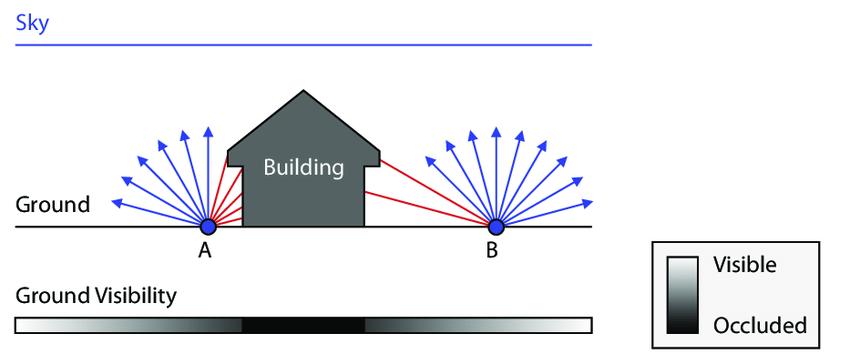 Sky
Building
Ground
A
B
Ground Visibility
Visible
Occluded